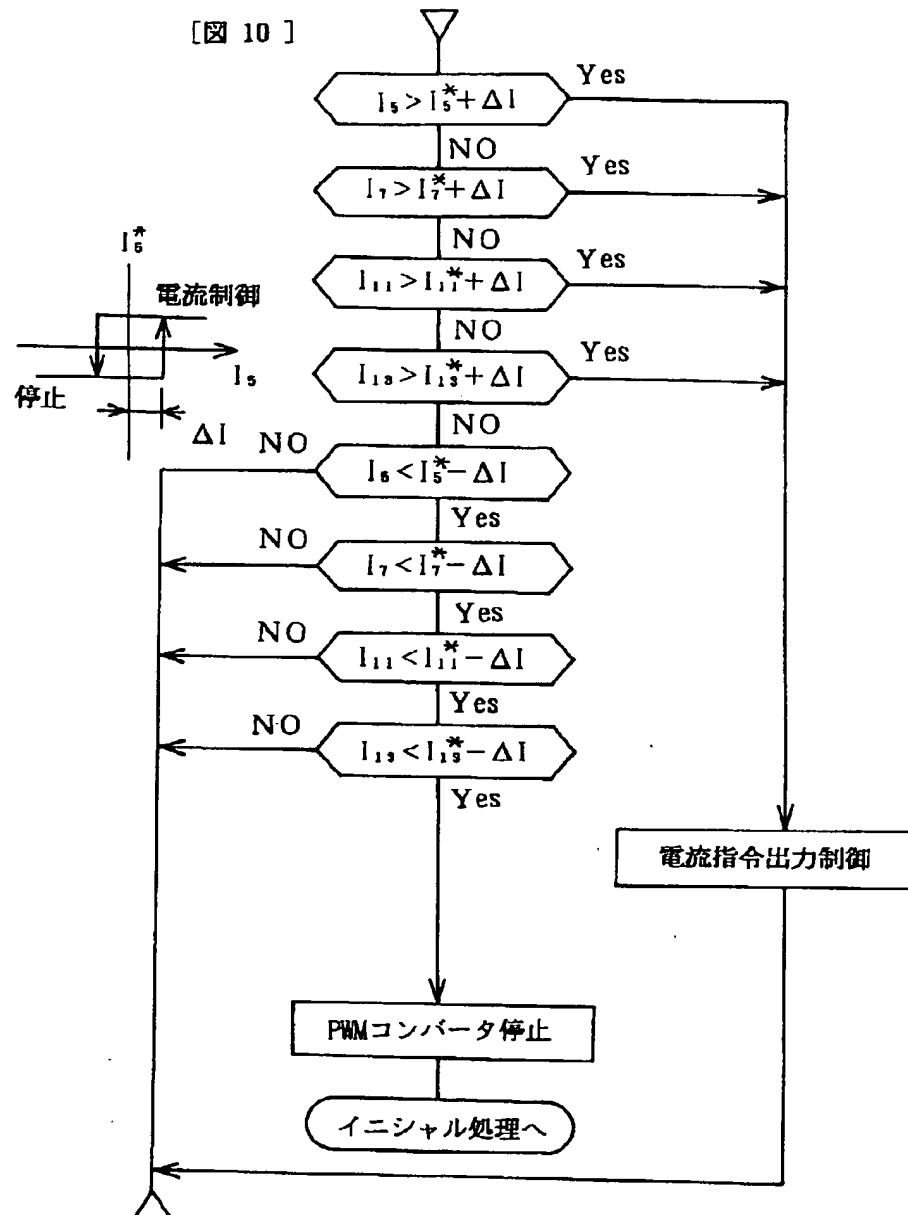 [図 10 ]
I₅>I₅*+ΔI
Yes
NO
I₇>I₇*+ΔI
Yes
NO
I₁₁>I₁₁*+ΔI
Yes
NO
I₁₃>I₁₃*+ΔI
Yes
NO
I₅*
電流制御
I₅
停止
ΔI
I₅<I₅*-ΔI
NO
Yes
I₇<I₇*-ΔI
NO
Yes
I₁₁<I₁₁*-ΔI
NO
Yes
I₁₃<I₁₃*-ΔI
NO
Yes
電流指令出力制御
PWMコンバータ停止
イニシャル処理へ